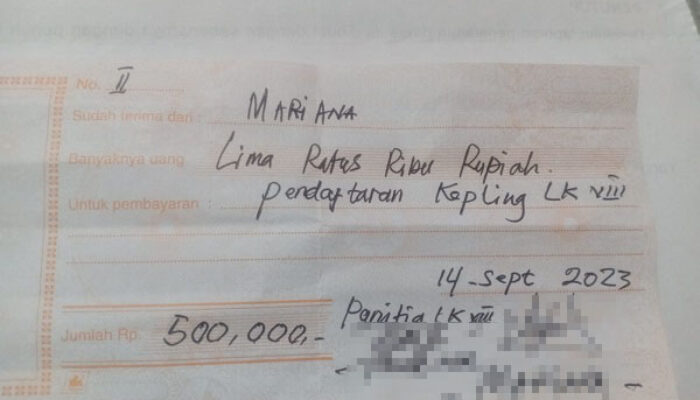 No. II
Sudah terima dari : MARIANA
Banyaknya uang Lima Ratus Ribu Rupiah.
Untuk pembayaran : pendaftaran Kepling LK VIII
14-Sept 2023
Jumlah Rp. 500,000,-
Panitia LK VIII